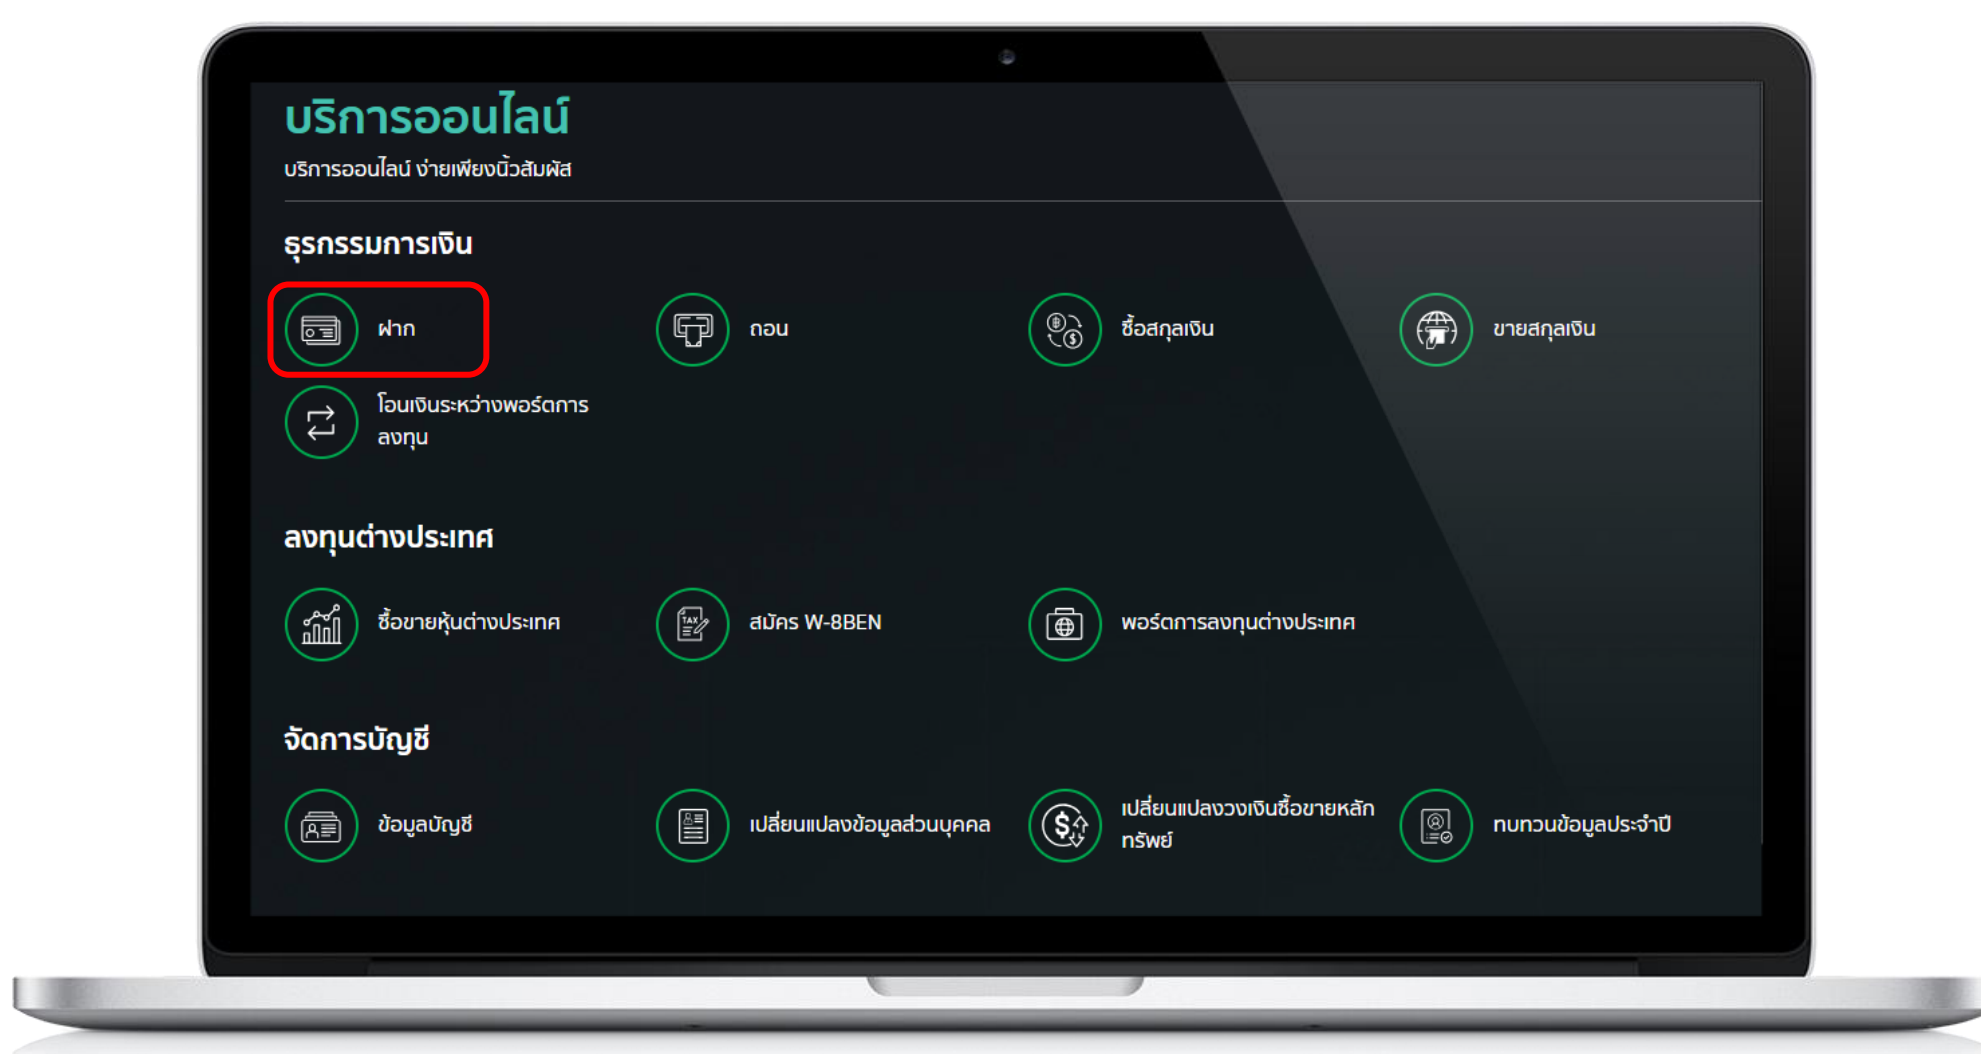 บริการออนไลน์
บริการออนไลน์ ง่ายเพียงนิ้วสัมผัส
ธุรกรรมการเงิน
ฝาก
ถอน
ซื้อสกุลเงิน
ขายสกุลเงิน
โอนเงินระหว่างพอร์ตการ
ลงทุน
ลงทุนต่างประเทศ
ซื้อขายหุ้นต่างประเทศ
TAX
สมัคร W-8BEN
พอร์ตการลงทุนต่างประเทศ
จัดการบัญชี
ข้อมูลบัญชี
เปลี่ยนแปลงข้อมูลส่วนบุคคล
เปลี่ยนแปลงวงเงินซื้อขายหลัก
ทรัพย์
ทบทวนข้อมูลประจำปี